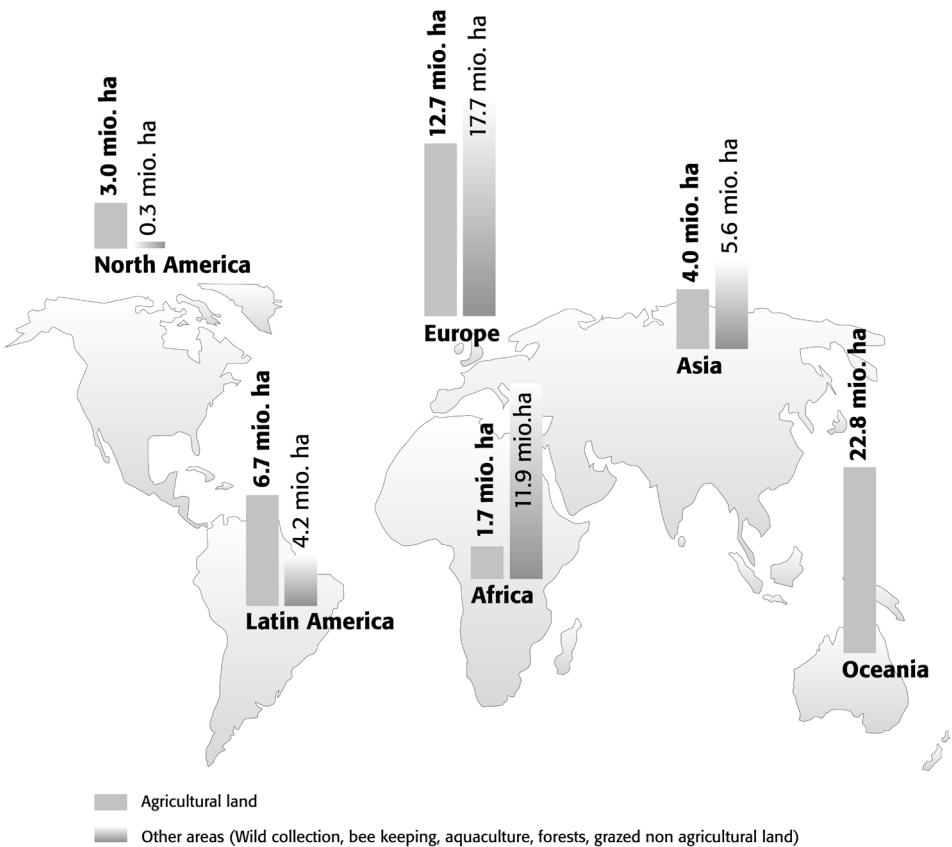 12.7 mio. ha
17.7 mio. ha
Europe
3.0 mio. ha
0.3 mio. ha
North America
4.0 mio. ha
5.6 mio. ha
Asia
22.8 mio. ha
Oceania
6.7 mio. ha
4.2 mio. ha
Latin America
1.7 mio. ha
11.9 mio.ha
Africa
Agricultural land
Other areas (Wild collection, bee keeping, aquaculture, forests, grazed non agricultural land)